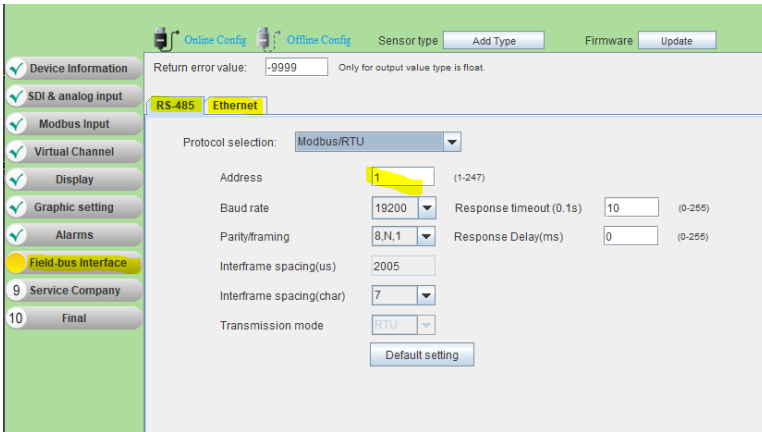 Online Config Offline Config Sensor type Add Type Firmware Update
Device Information
SDI & analog input
Modbus Input
Virtual Channel
Display
Graphic setting
Alarms
Field-bus Interface
9 Service Company
10 Final
Return error value: -9999 Only for output value type is float.
RS-485 Ethernet
Protocol selection: Modbus/RTU
Address 1 (1-247)
Baud rate 19200 Response timeout (0.1s) 10 (0-255)
Parity/framing 8,N,1 Response Delay(ms) 0 (0-255)
Interframe spacing(us) 2005
Interframe spacing(char) 7
Transmission mode RTU
Default setting